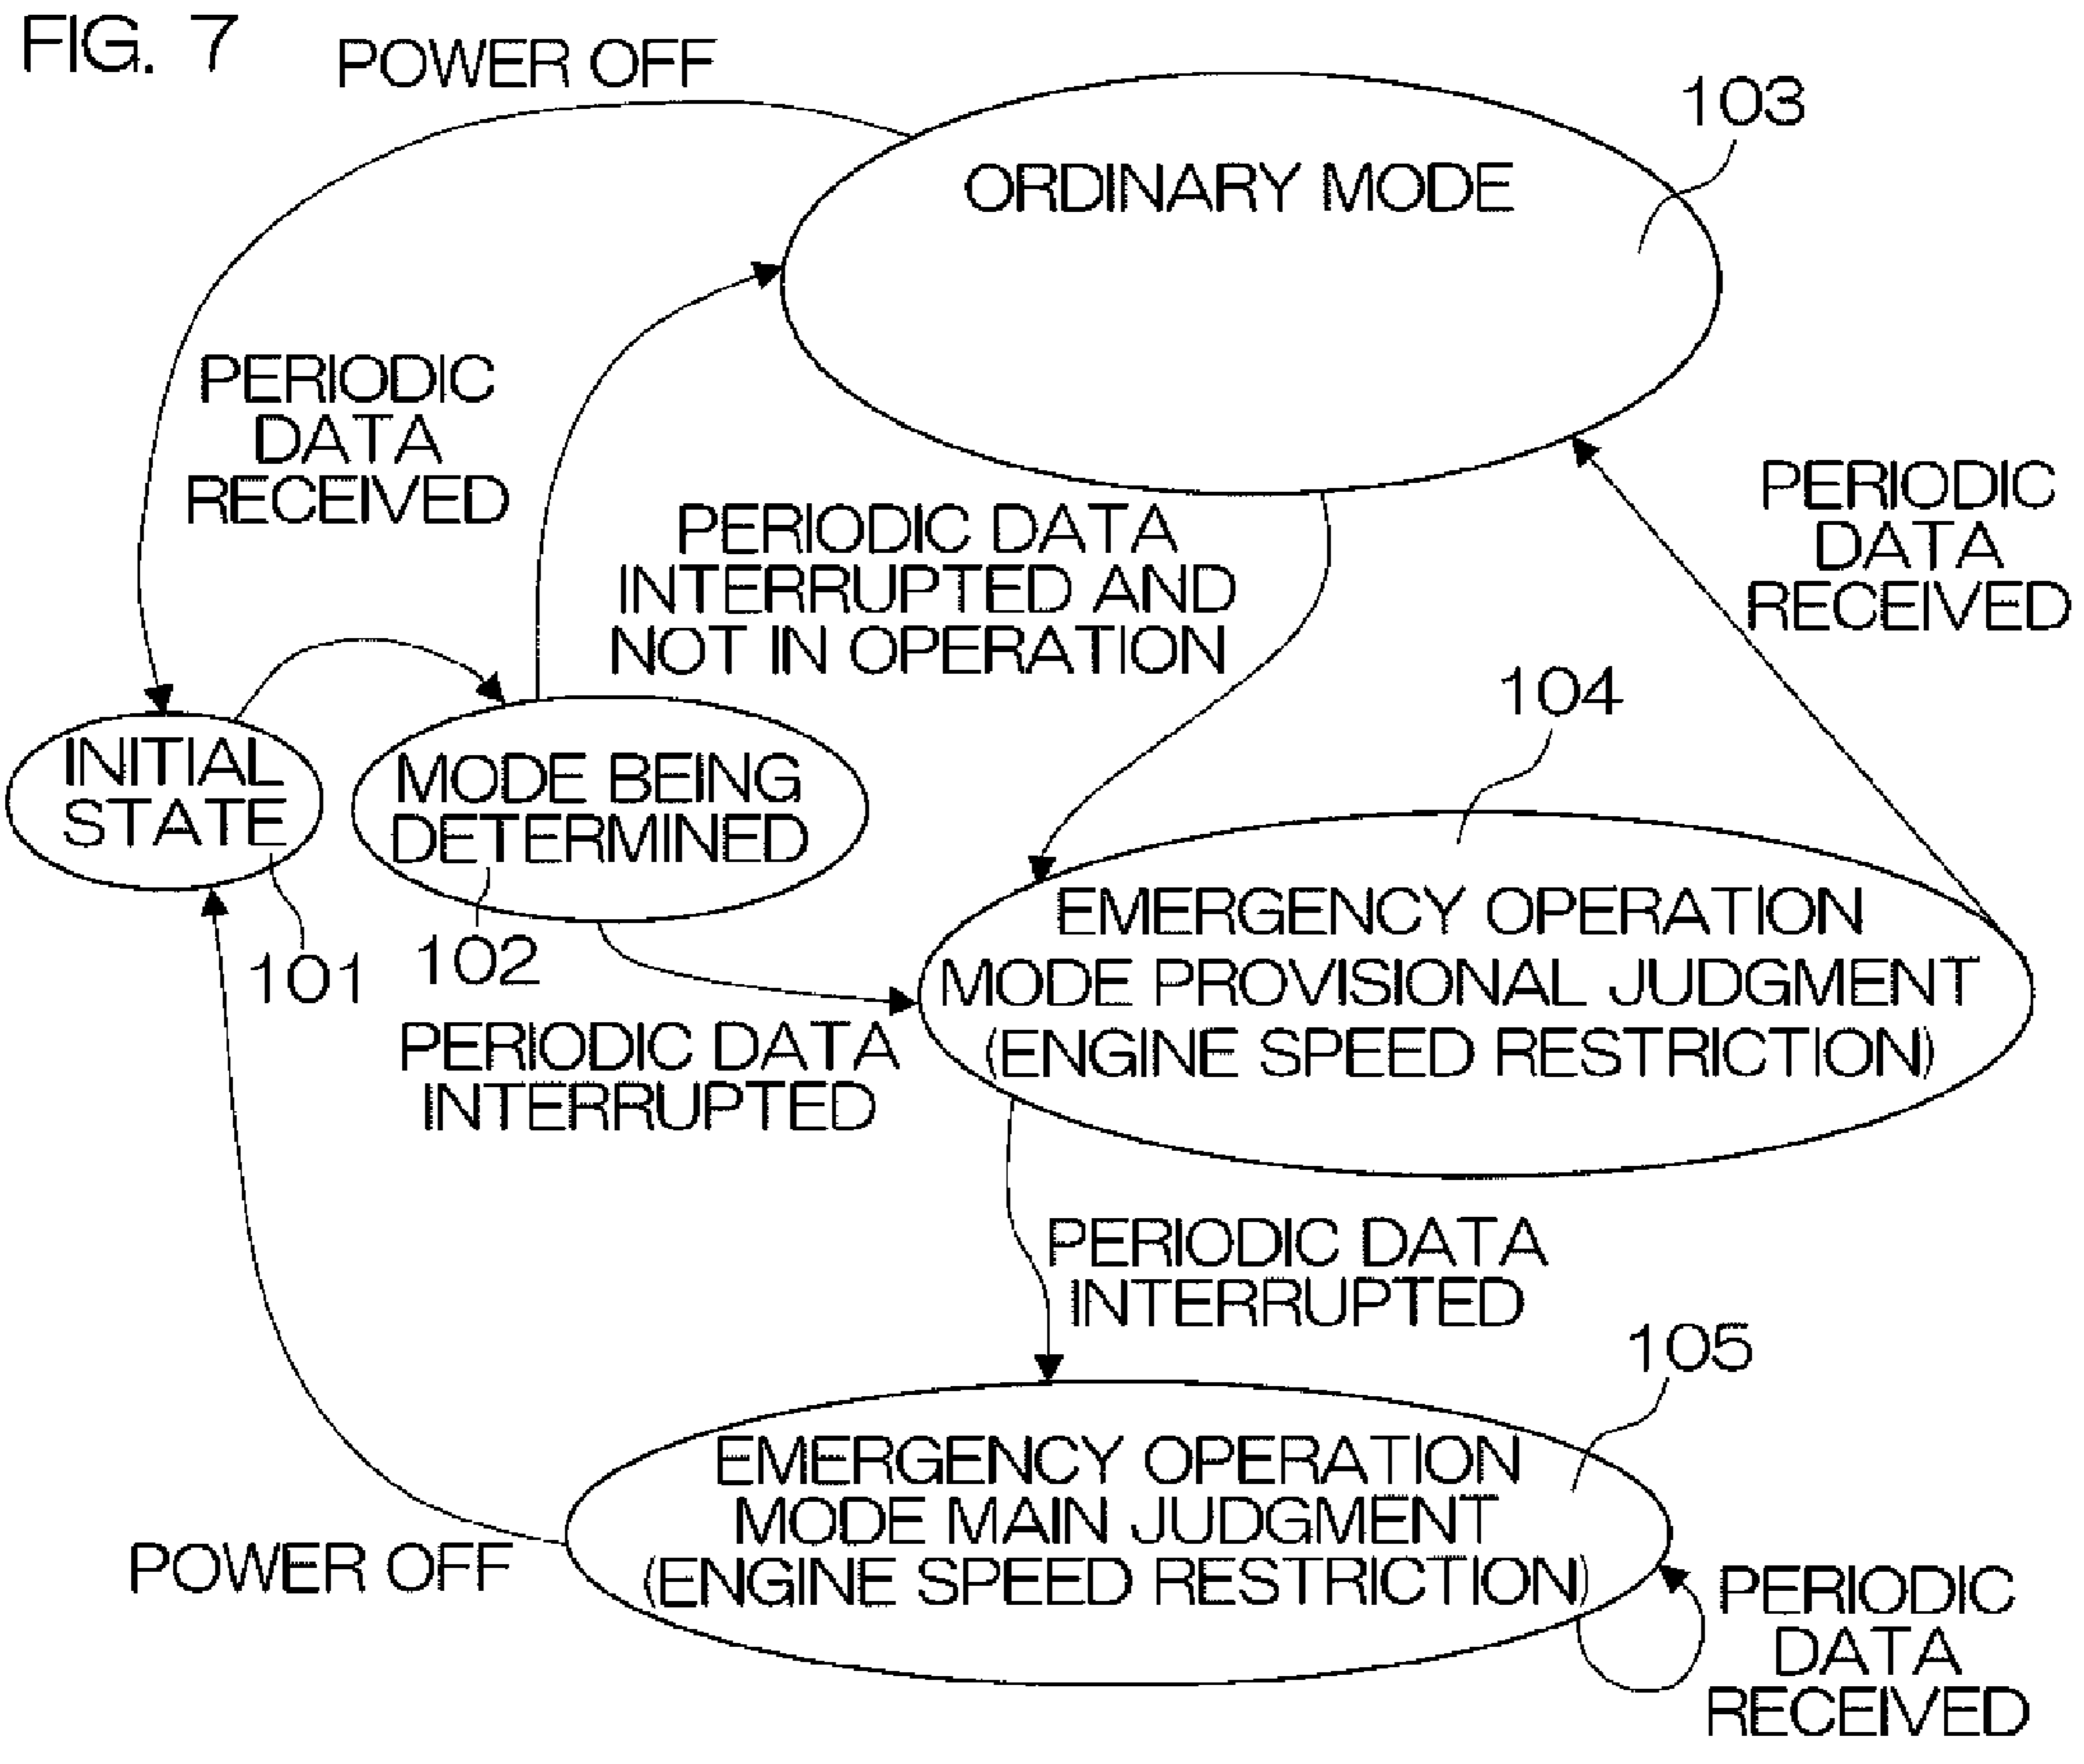 FIG. 7
POWER OFF
103
ORDINARY MODE
PERIODIC
DATA
RECEIVED
PERIODIC DATA
INTERRUPTED AND
NOT IN OPERATION
PERIODIC
DATA
RECEIVED
104
INITIAL
STATE
MODE BEING
DETERMINED
101
102
EMERGENCY OPERATION
MODE PROVISIONAL JUDGMENT
(ENGINE SPEED RESTRICTION)
PERIODIC DATA
INTERRUPTED
PERIODIC DATA
INTERRUPTED
105
EMERGENCY OPERATION
MODE MAIN JUDGMENT
(ENGINE SPEED RESTRICTION)
POWER OFF
PERIODIC
DATA
RECEIVED